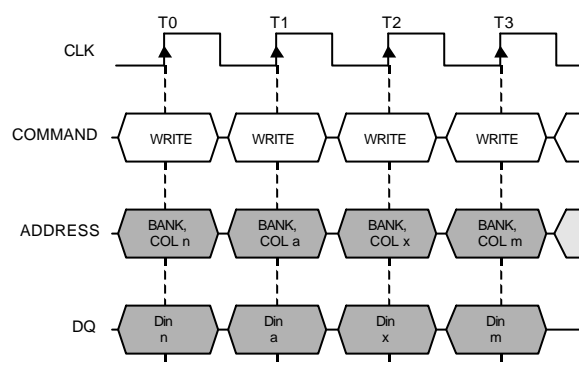 T0 T1 T2 T3
CLK
COMMAND WRITE WRITE WRITE WRITE
BANK, BANK, BANK, BANK,
ADDRESS COL n COL a COL x COL m
Din Din Din Din
DQ n a x m